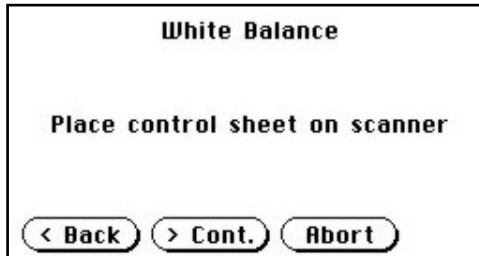 White Balance
Place control sheet on scanner
< Back > Cont. Abort